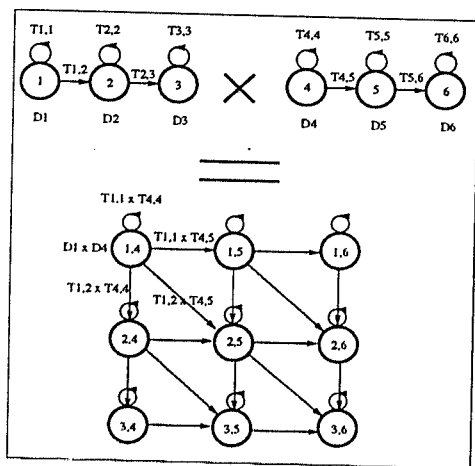 T1,1 T2,2 T3,3 T4,4 T5,5 T6,6
1 T1,2 2 T2,3 3 4 T4,5 5 T5,6 6
D1 D2 D3 D4 D5 D6
T1,1 x T4,4
D1 x D4 1,4 T1,1 x T4,5 1,5 1,6
T1,2 x T4,4 T1,2 x T4,5
2,4 2,5 2,6
3,4 3,5 3,6